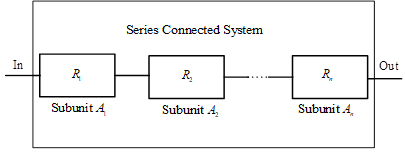 Series Connected System
In
R₁
R₂
.....
Rₙ
Out
Subunit A₁
Subunit A₂
Subunit Aₙ